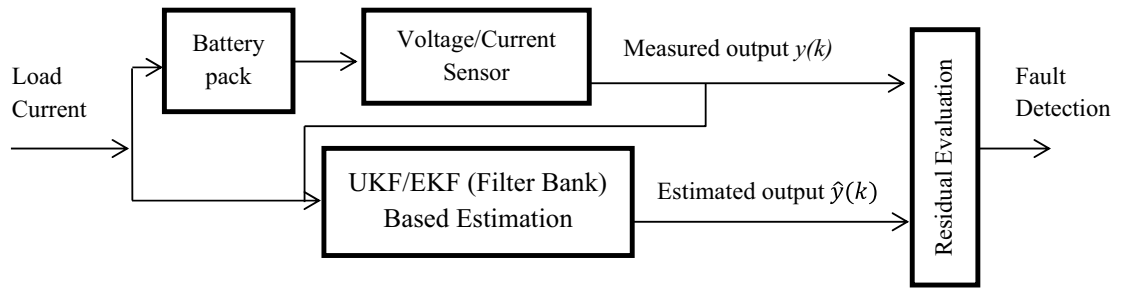 Load
Current
Battery
pack
Voltage/Current
Sensor
Measured output y(k)
UKF/EKF (Filter Bank)
Based Estimation
Estimated output ŷ(k)
Residual Evaluation
Fault
Detection